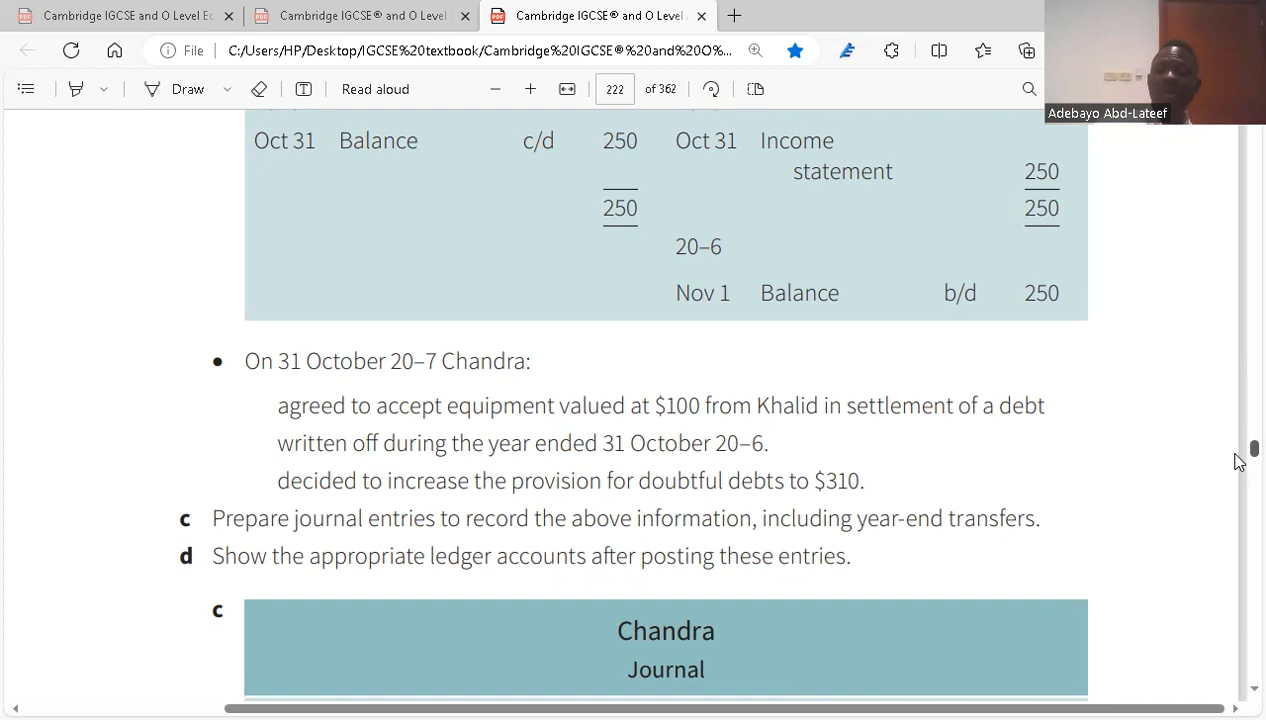 Cambridge IGCSE and O Level Ec
Cambridge IGCSE® and O Level
Cambridge IGCSE® and O Level
File C:/Users/HP/Desktop/IGCSE%20textbook/Cambridge%20IGCSE®%20and%20O%...
Draw Read aloud 222 of 362
Adebayo Abd-Lateef
Oct 31 Balance c/d 250 Oct 31 Income
statement 250
250 250
20–6
Nov 1 Balance b/d 250
• On 31 October 20–7 Chandra:
agreed to accept equipment valued at $100 from Khalid in settlement of a debt
written off during the year ended 31 October 20–6.
decided to increase the provision for doubtful debts to $310.
c Prepare journal entries to record the above information, including year-end transfers.
d Show the appropriate ledger accounts after posting these entries.
c
Chandra
Journal